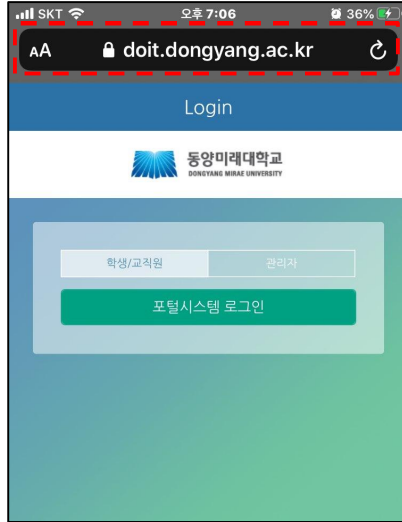 SKT 오후 7:06 36%
AA doit.dongyang.ac.kr
Login
동양미래대학교
DONGYANG MIRAE UNIVERSITY
학생/교직원 관리자
포털시스템 로그인